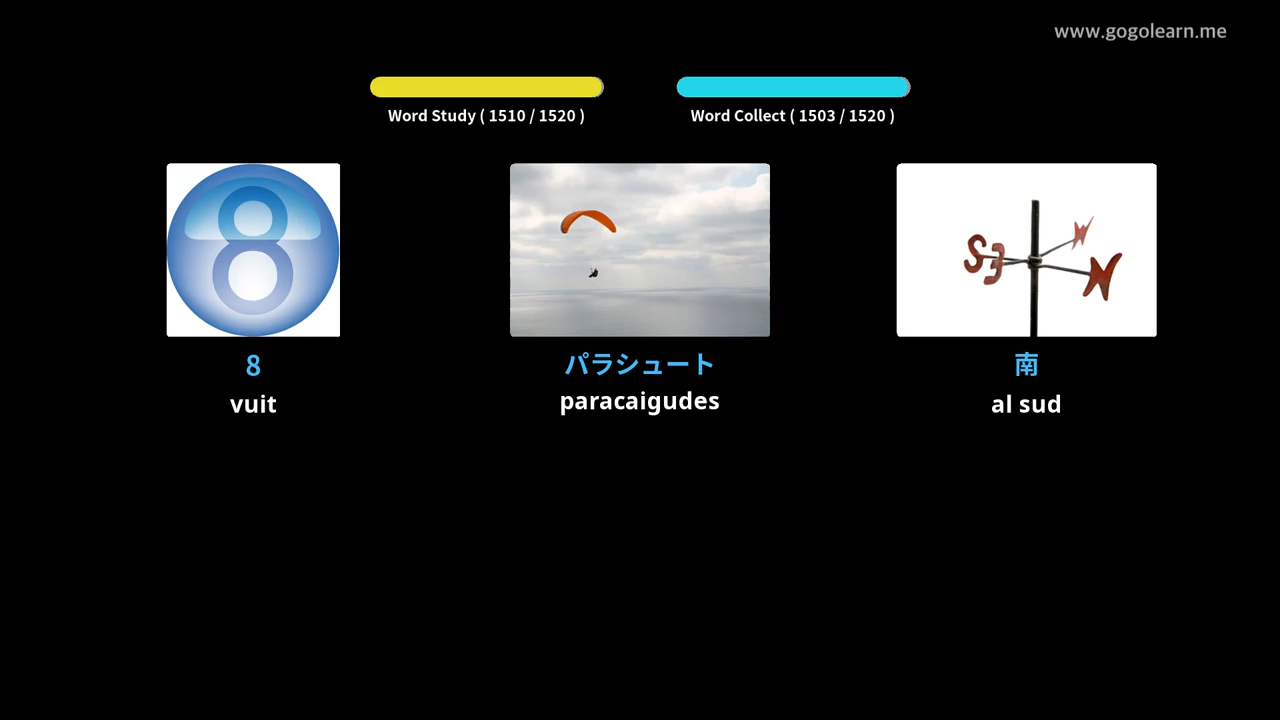 www.gogolearn.me
Word Study ( 1510 / 1520 )
Word Collect ( 1503 / 1520 )
8
S
E
N
W
8
パラシュート
南
vuit
paracaigudes
al sud